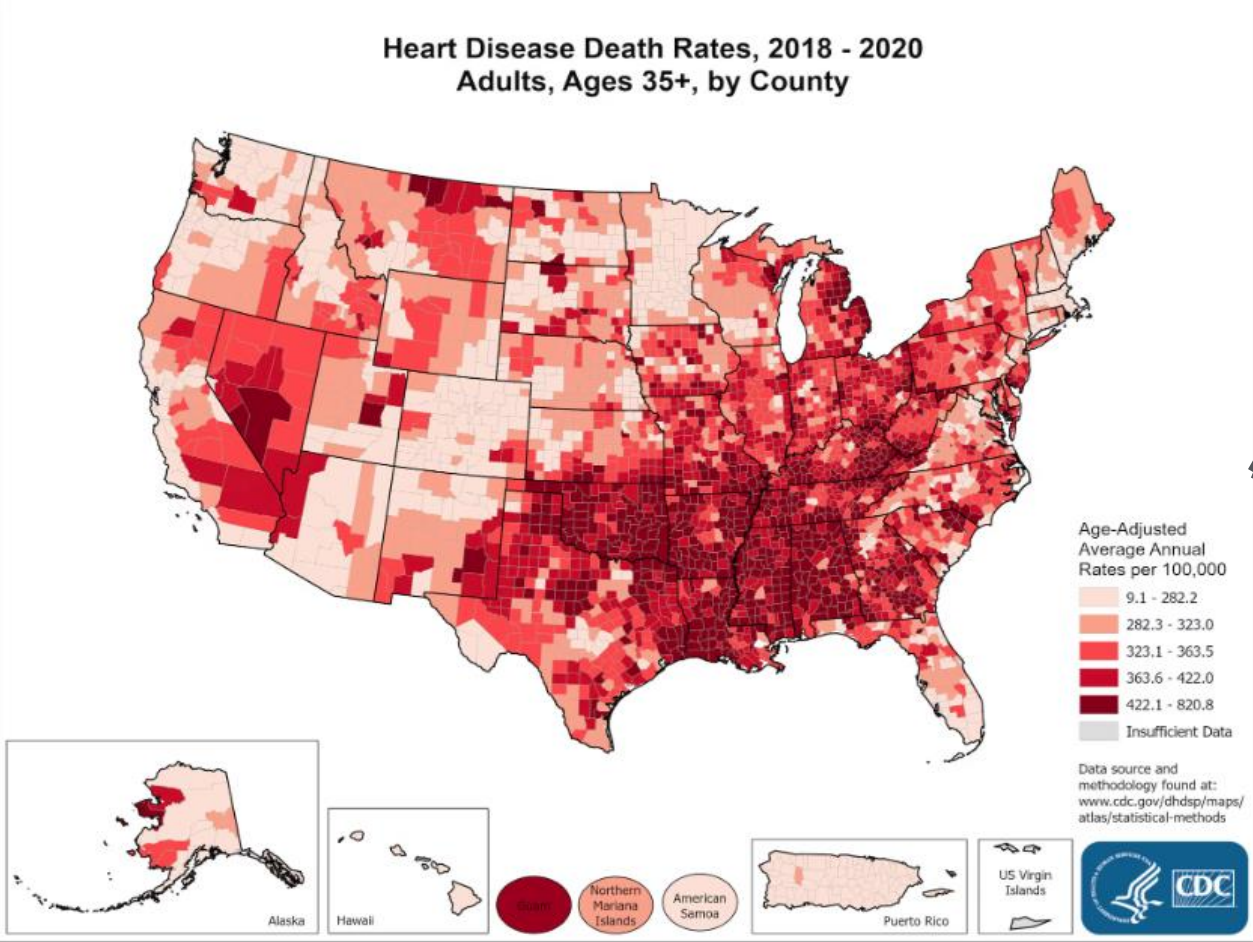 Heart Disease Death Rates, 2018 - 2020
Adults, Ages 35+, by County
Age-Adjusted
Average Annual
Rates per 100,000
9.1 - 282.2
282.3 - 323.0
323.1 - 363.5
363.6 - 422.0
422.1 - 820.8
Insufficient Data
Data source and
methodology found at:
www.cdc.gov/dhdsp/maps/
atlas/statistical-methods
Alaska
Hawaii
Guam
Northern
Mariana
Islands
American
Samoa
Puerto Rico
US Virgin
Islands
CDC